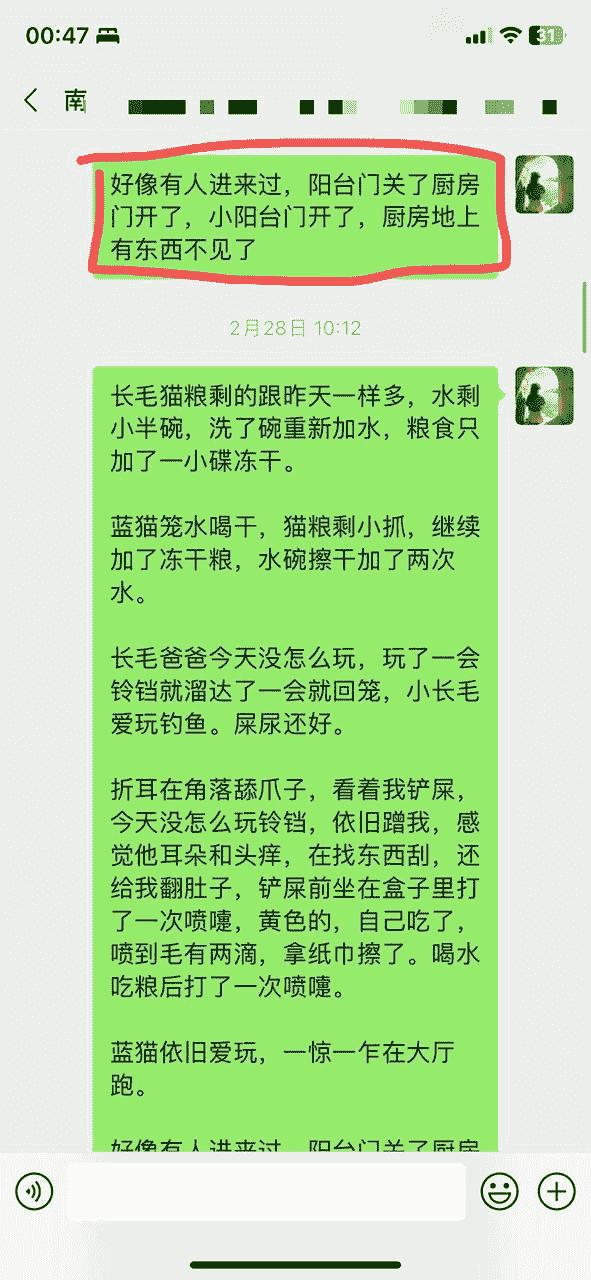 00:47
31
南
好像有人进来过，阳台门关了厨房
门开了，小阳台门开了，厨房地上
有东西不见了
2月28日 10:12
长毛猫粮剩的跟昨天一样多，水剩
小半碗，洗了碗重新加水，粮食只
加了一小碟冻干。
蓝猫笼水喝干，猫粮剩小抓，继续
加了冻干粮，水碗擦干加了两次
水。
长毛爸爸今天没怎么玩，玩了一会
铃铛就溜达了一会就回笼，小长毛
爱玩钓鱼。屎尿还好。
折耳在角落舔爪子，看着我铲屎，
今天没怎么玩铃铛，依旧蹭我，感
觉他耳朵和头痒，在找东西刮，还
给我翻肚子，铲屎前坐在盒子里打
了一次喷嚏，黄色的，自己吃了，
喷到毛有两滴，拿纸巾擦了。喝水
吃粮后打了一次喷嚏。
蓝猫依旧爱玩，一惊一乍在大厅
跑。
好像有人进来过，阳台门关了厨房